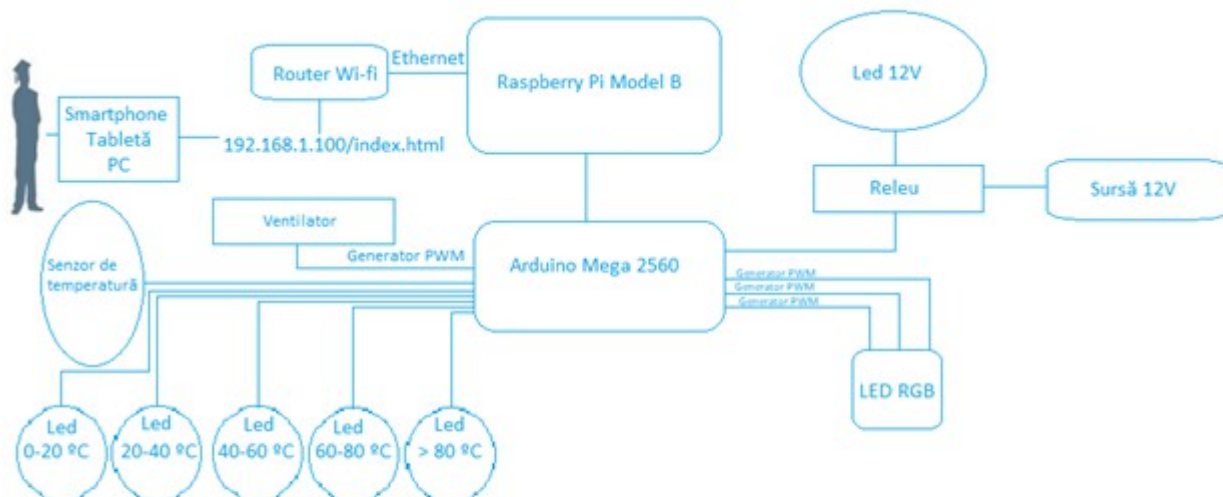 Router Wi-fi
Ethernet
Raspberry Pi Model B
Led 12V
Smartphone
Tabletă
PC
192.168.1.100/index.html
Releu
Sursă 12V
Ventilator
Generator PWM
Arduino Mega 2560
Senzor de
temperatură
Generator PWM
Generator PWM
Generator PWM
LED RGB
Led
0-20 ºC
Led
20-40 ºC
Led
40-60 ºC
Led
60-80 ºC
Led
> 80 ºC